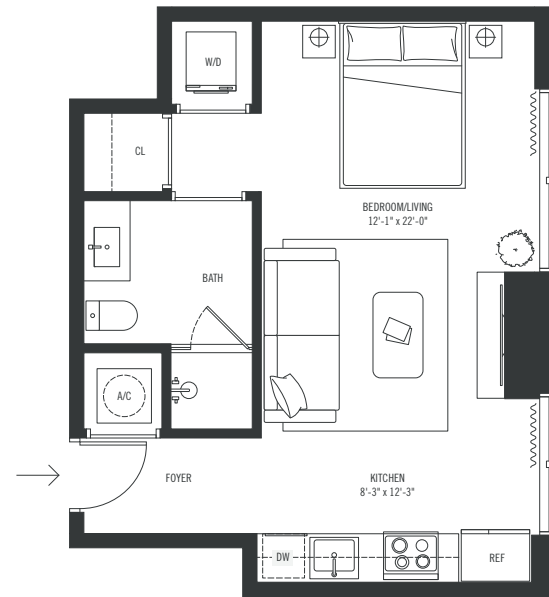 W/D
CL
BEDROOM/LIVING
12'-1" x 22'-0"
BATH
A/C
FOYER
KITCHEN
8'-3" x 12'-3"
DW
REF